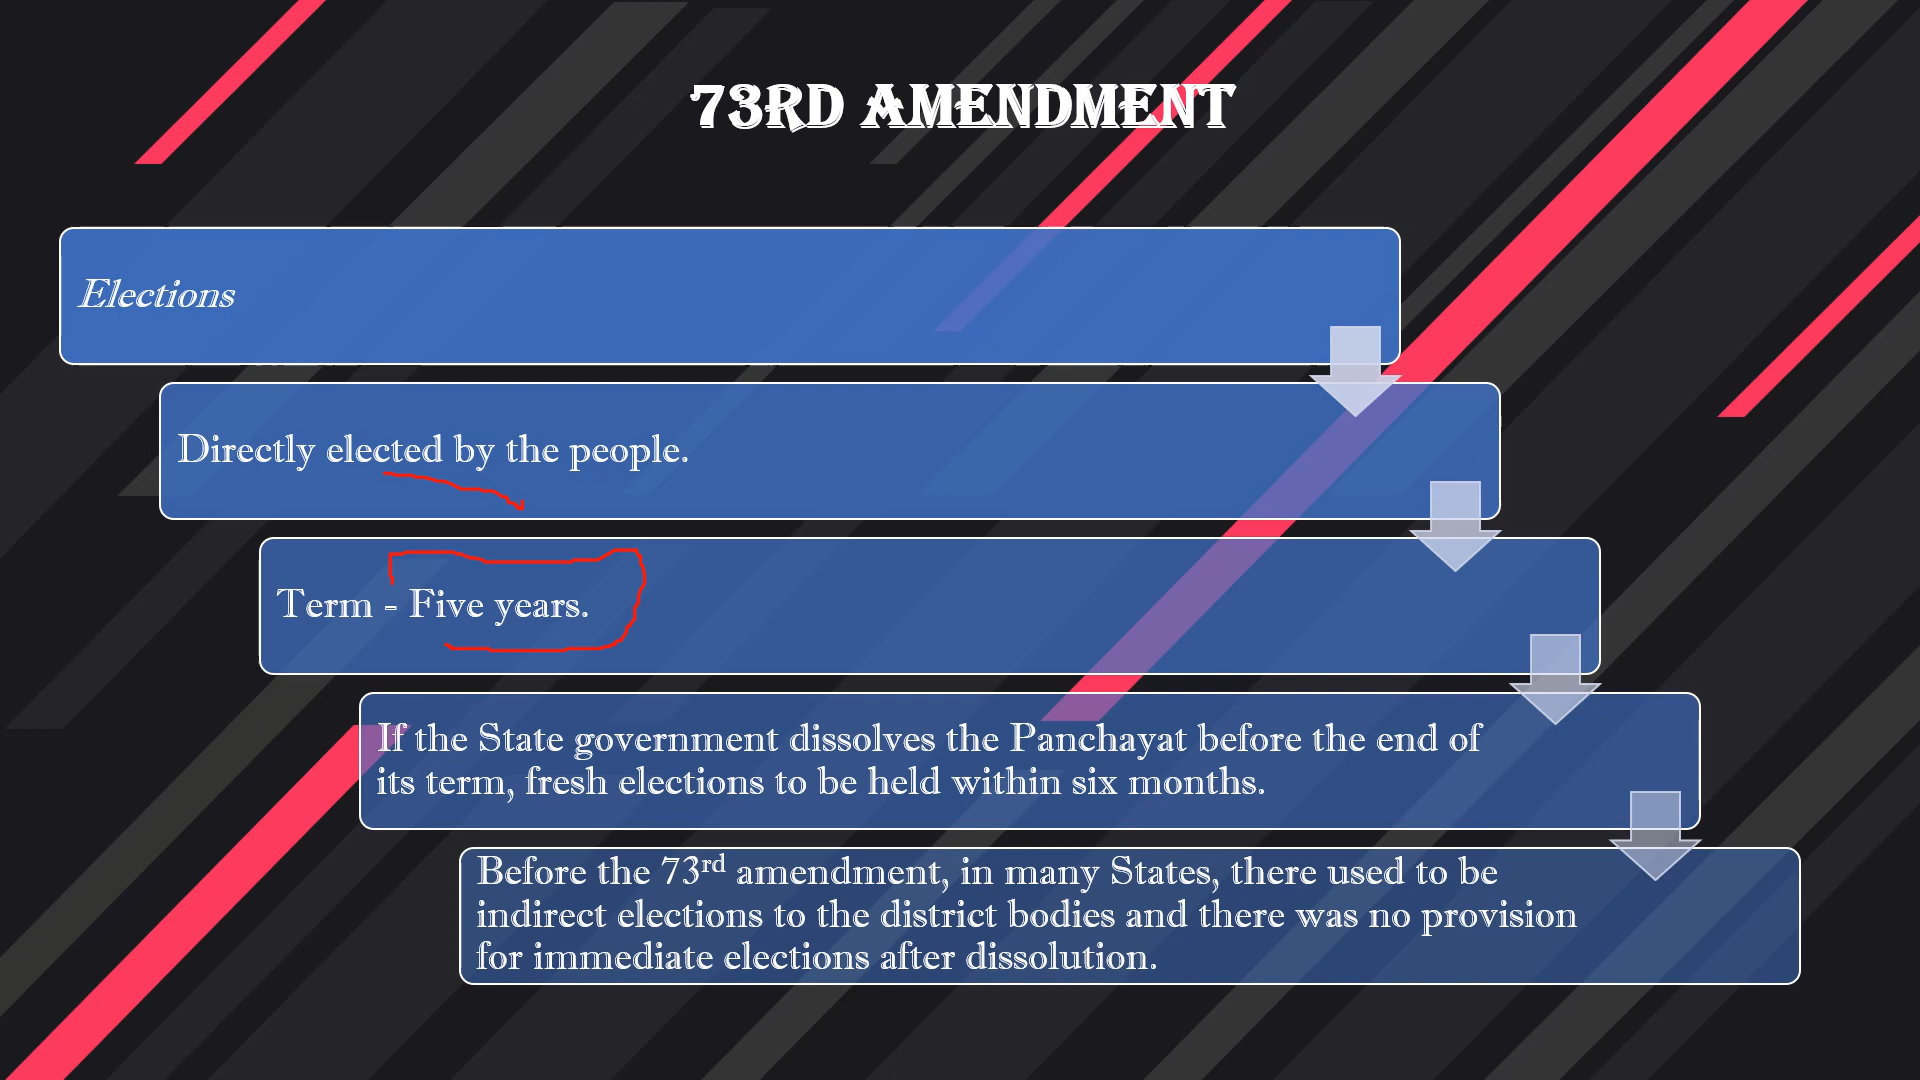 73RD AMENDMENT
Elections
Directly elected by the people.
Term - Five years.
If the State government dissolves the Panchayat before the end of
its term, fresh elections to be held within six months.
Before the 73rd amendment, in many States, there used to be
indirect elections to the district bodies and there was no provision
for immediate elections after dissolution.